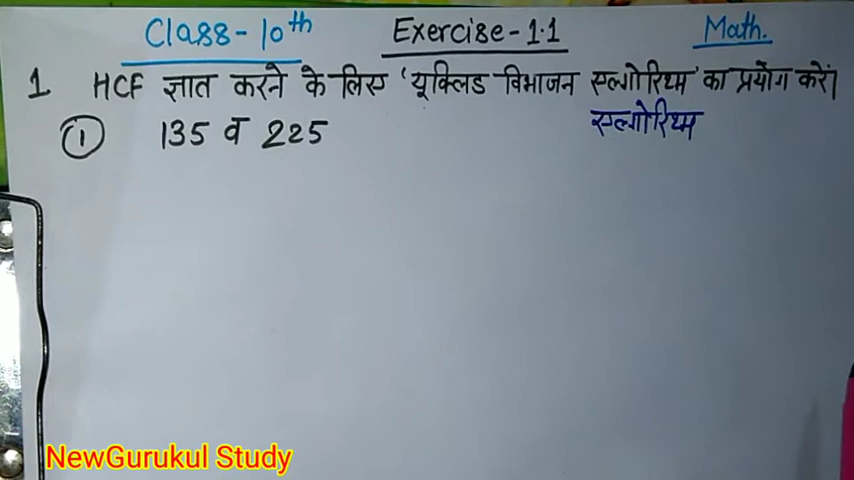 Class-10th Exercise-1.1 Math.
1 HCF ज्ञात करने के लिए 'यूक्लिड विभाजन एल्गोरिथ्म' का प्रयोग करें।
① 135 व 225 एल्गोरिथ्म
NewGurukul Study